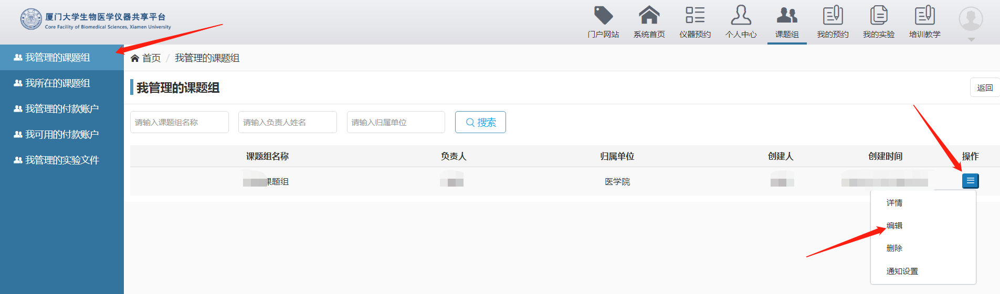 厦门大学生物医学仪器共享平台
Core Facility of Biomedical Sciences, Xiamen University
门户网站 系统首页 仪器预约 个人中心 课题组 我的预约 我的实验 培训教学
我管理的课题组
我所在的课题组
我管理的付款账户
我可用的付款账户
我管理的实验文件
首页 / 我管理的课题组
我管理的课题组
返回
请输入课题组名称 请输入负责人姓名 请输入归属单位 搜索
课题组名称 负责人 归属单位 创建人 创建时间 操作
课题组 医学院
详情
编辑
删除
通知设置